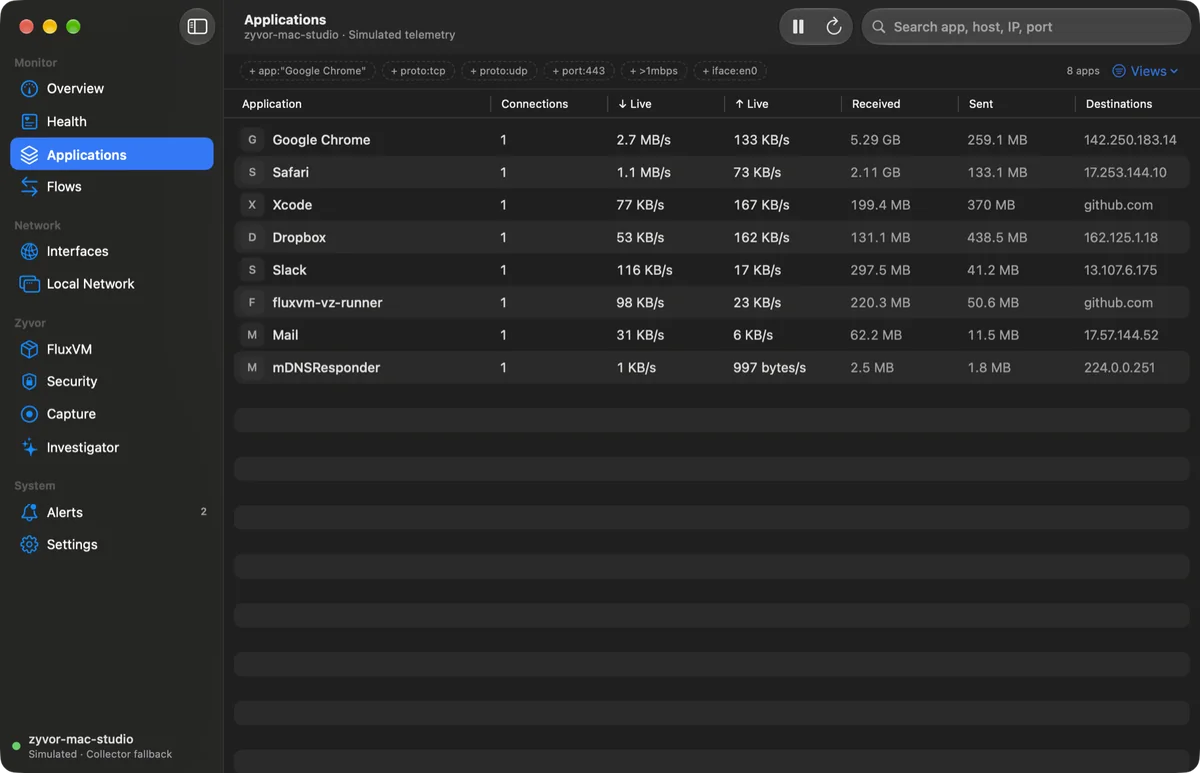 Monitor
Overview
Health
Applications
Flows
Network
Interfaces
Local Network
Zyvor
FluxVM
Security
Capture
Investigator
System
Alerts 2
Settings
zyvor-mac-studio
Simulated · Collector fallback
Applications
zyvor-mac-studio · Simulated telemetry
Search app, host, IP, port
+ app:"Google Chrome" + proto:tcp + proto:udp + port:443 + >1mbps + iface:en0 8 apps Views
Application Connections ↓ Live ↑ Live Received Sent Destinations
G Google Chrome 1 2.7 MB/s 133 KB/s 5.29 GB 259.1 MB 142.250.183.14
S Safari 1 1.1 MB/s 73 KB/s 2.11 GB 133.1 MB 17.253.144.10
X Xcode 1 77 KB/s 167 KB/s 199.4 MB 370 MB github.com
D Dropbox 1 53 KB/s 162 KB/s 131.1 MB 438.5 MB 162.125.1.18
S Slack 1 116 KB/s 17 KB/s 297.5 MB 41.2 MB 13.107.6.175
F fluxvm-vz-runner 1 98 KB/s 23 KB/s 220.3 MB 50.6 MB github.com
M Mail 1 31 KB/s 6 KB/s 62.2 MB 11.5 MB 17.57.144.52
M mDNSResponder 1 1 KB/s 997 bytes/s 2.5 MB 1.8 MB 224.0.0.251